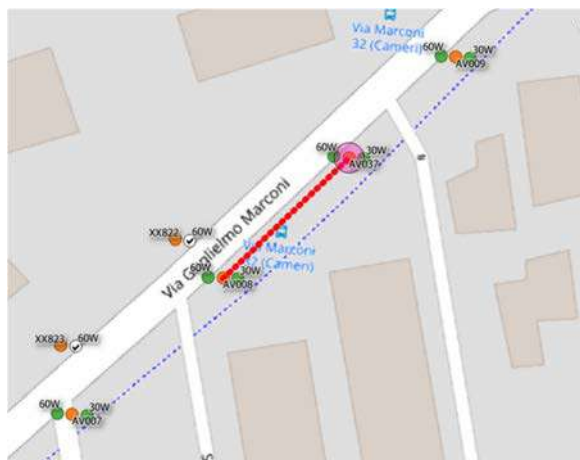 Via Marconi
32 (Cameri)
60W
30W
AV009
60W
30W
AV037
Via Guglielmo Marconi
XX822
60W
Via Marconi
32 (Cameri)
60W
30W
AV008
XX823
60W
60W
30W
AV007